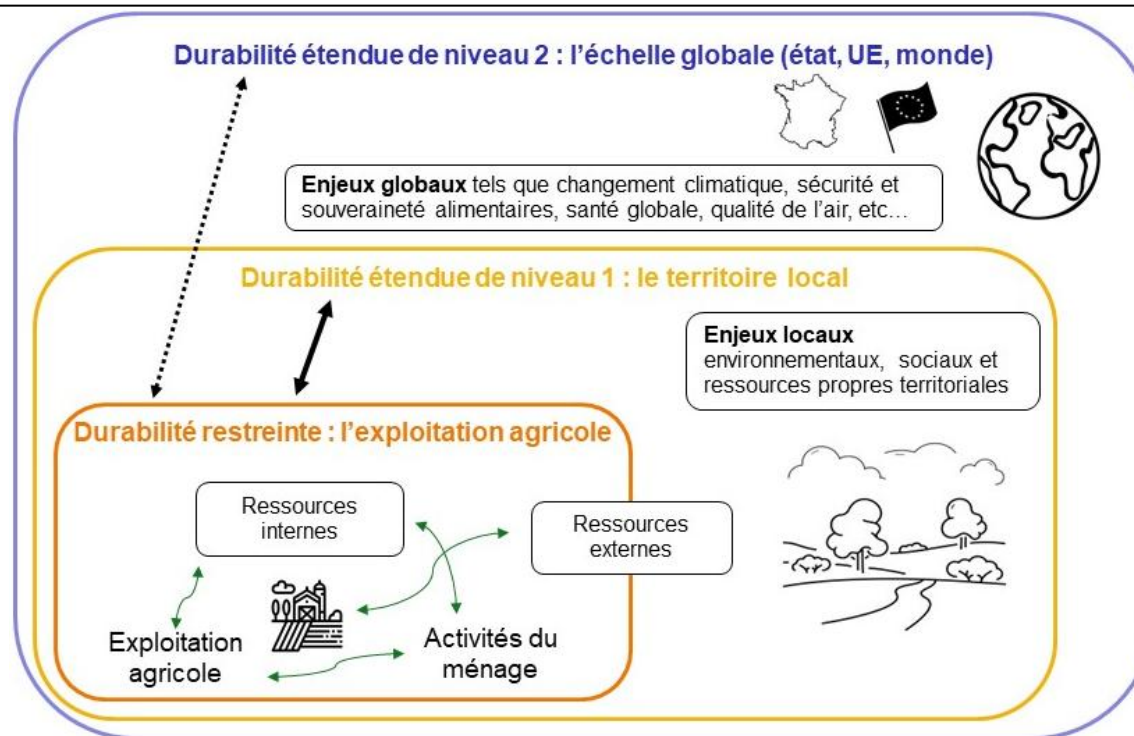 Durabilité étendue de niveau 2 : l’échelle globale (état, UE, monde)
Enjeux globaux tels que changement climatique, sécurité et
souveraineté alimentaires, santé globale, qualité de l’air, etc…
Durabilité étendue de niveau 1 : le territoire local
Enjeux locaux
environnementaux, sociaux et
ressources propres territoriales
Durabilité restreinte : l’exploitation agricole
Ressources
internes
Ressources
externes
Exploitation
agricole
Activités du
ménage